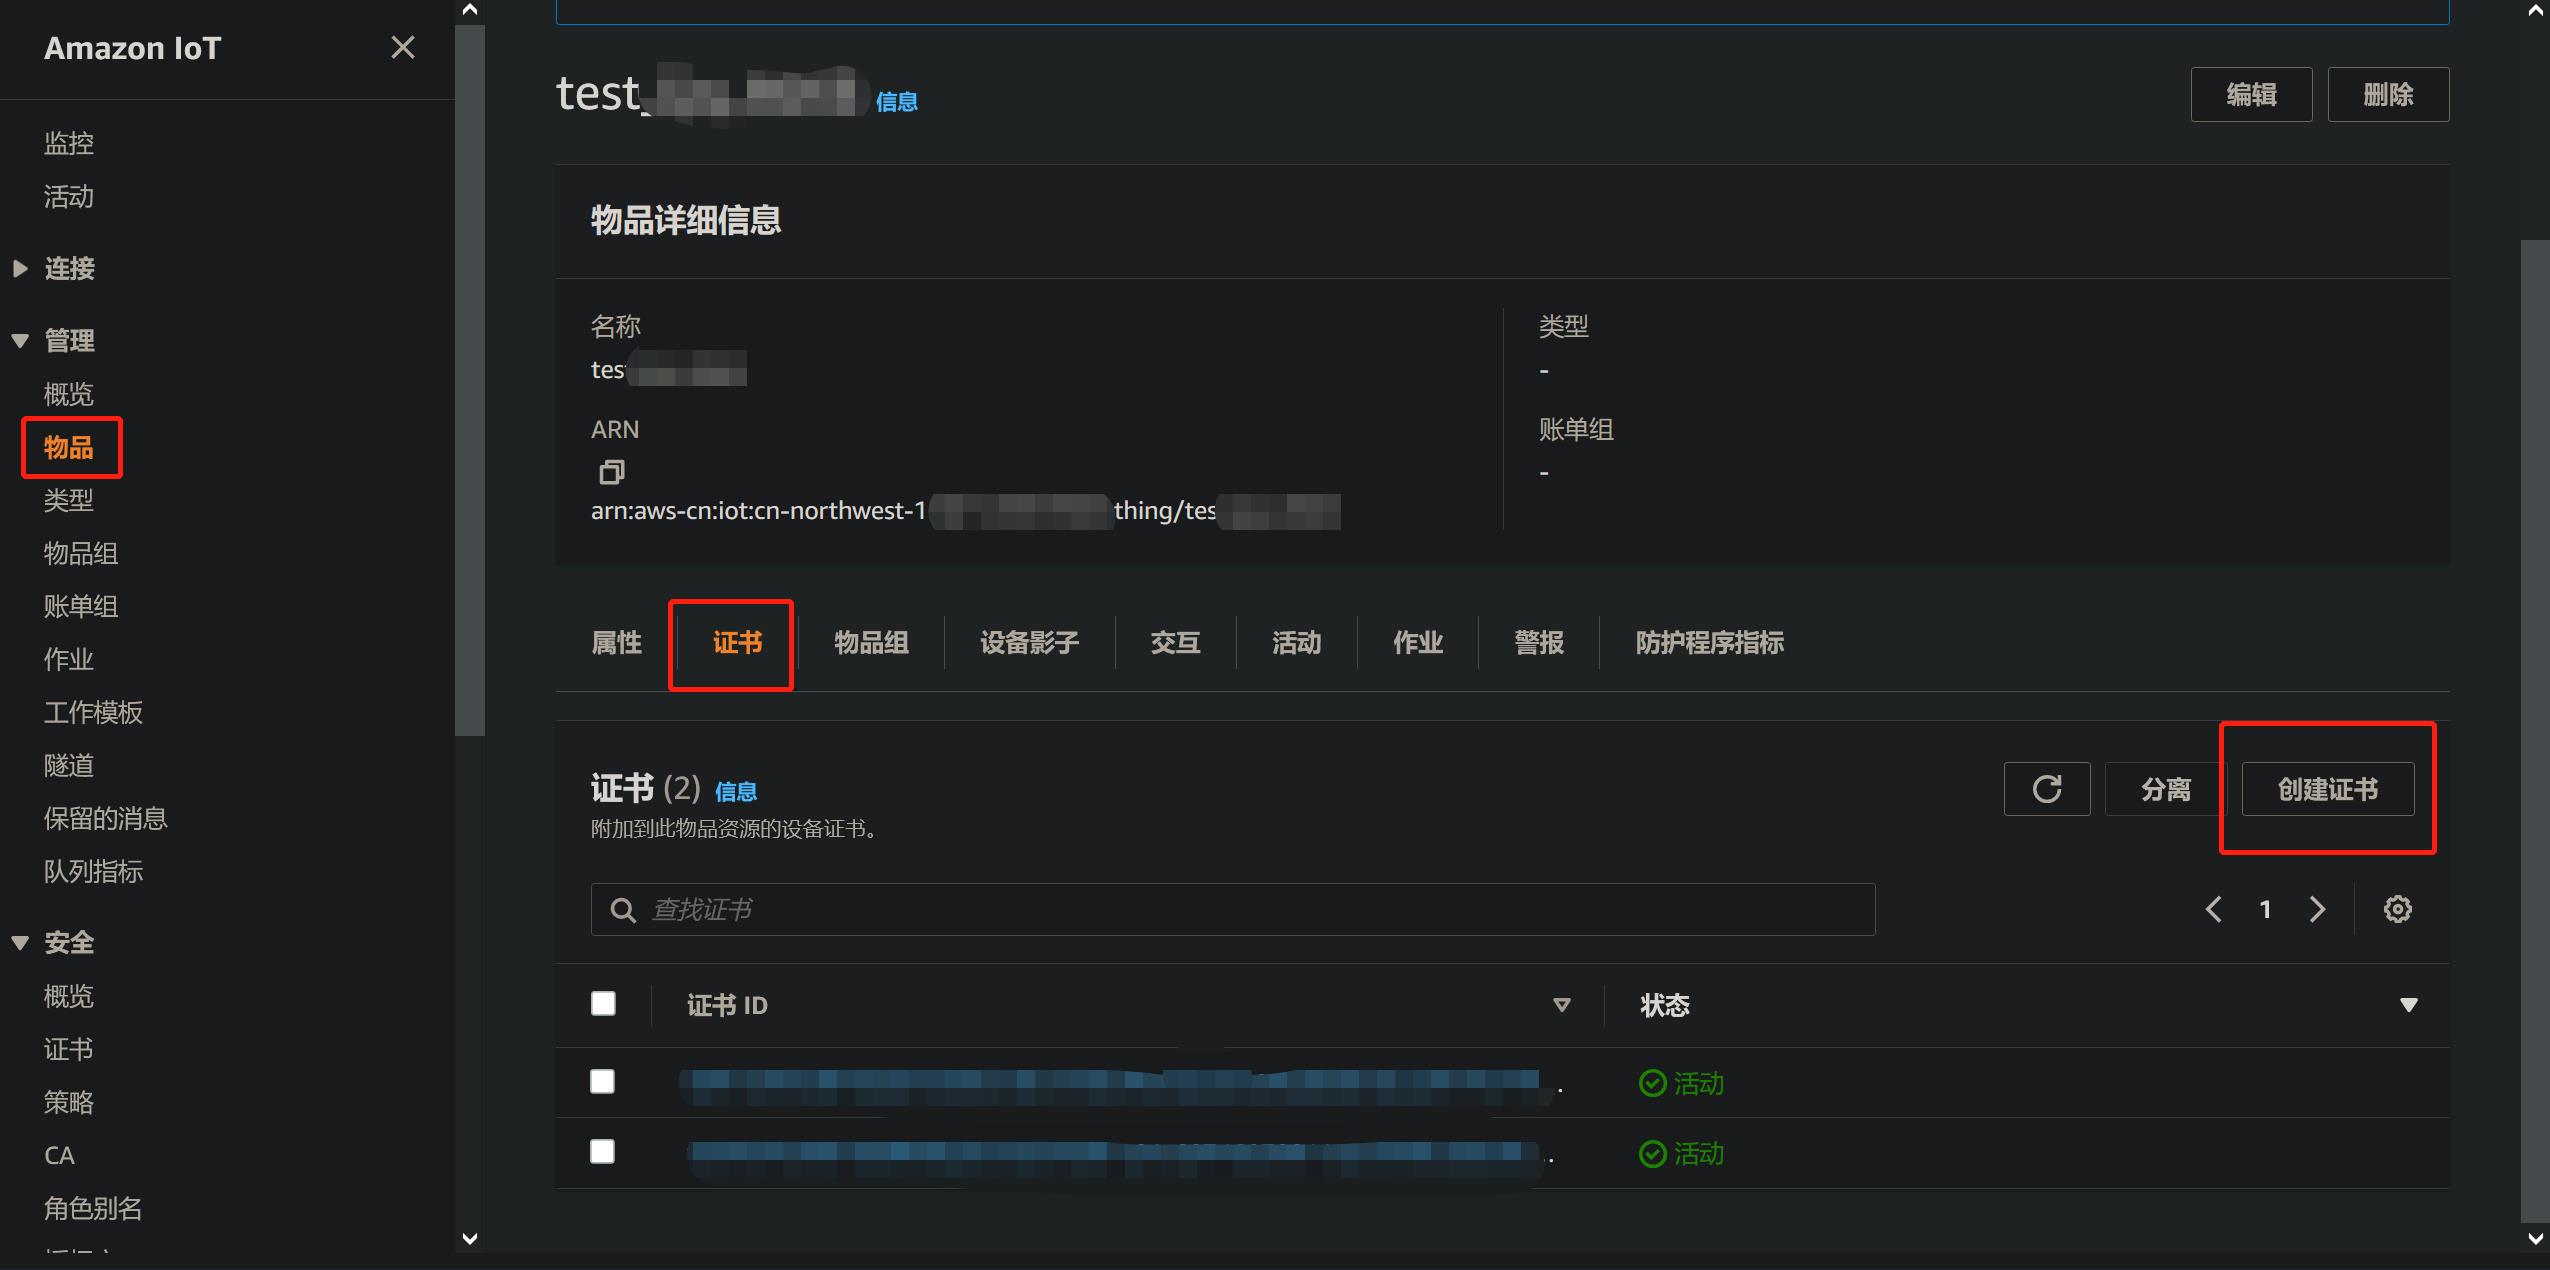 Amazon IoT
监控
活动
连接
管理
概览
物品
类型
物品组
账单组
作业
工作模板
隧道
保留的消息
队列指标
安全
概览
证书
策略
CA
角色别名
test_ 信息
编辑
删除
物品详细信息
名称
tes
ARN
arn:aws-cn:iot:cn-northwest-1 thing/tes
类型
-
账单组
-
属性
证书
物品组
设备影子
交互
活动
作业
警报
防护程序指标
证书 (2) 信息
附加到此物品资源的设备证书。
分离
创建证书
查找证书
1
证书 ID
状态
活动
活动